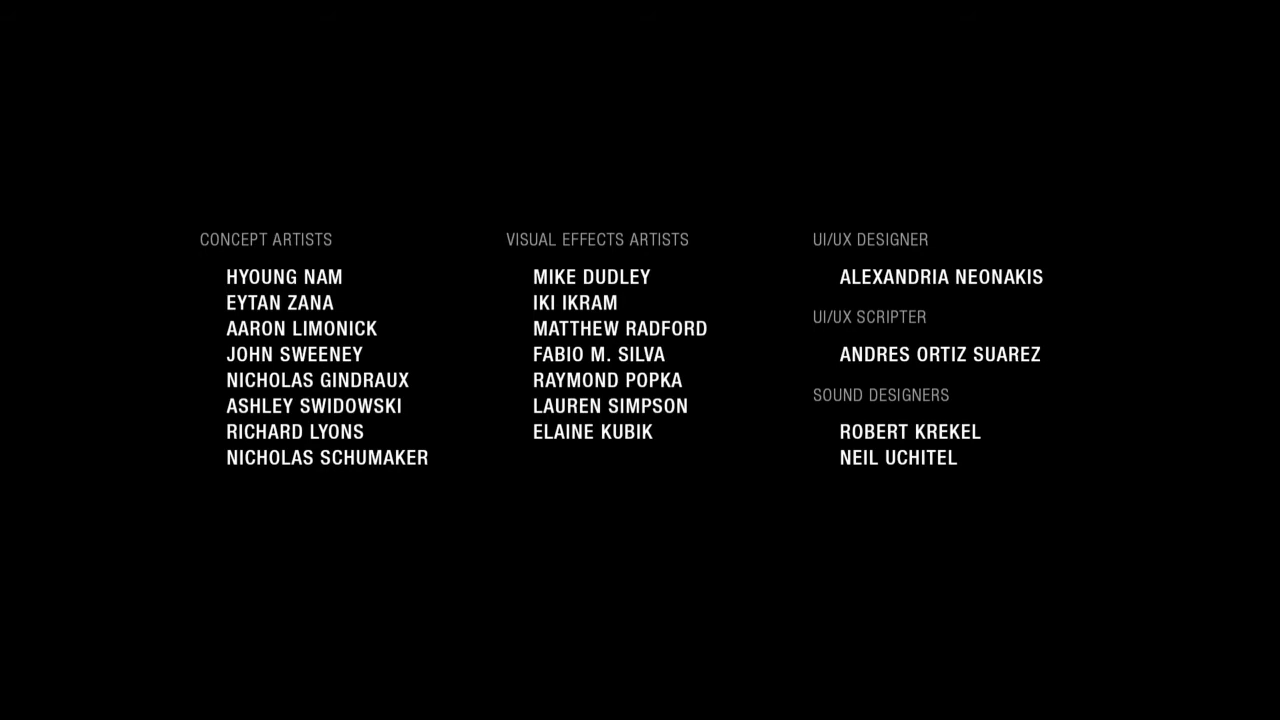 CONCEPT ARTISTS
HYOUNG NAM
EYTAN ZANA
AARON LIMONICK
JOHN SWEENEY
NICHOLAS GINDRAUX
ASHLEY SWIDOWSKI
RICHARD LYONS
NICHOLAS SCHUMAKER
VISUAL EFFECTS ARTISTS
MIKE DUDLEY
IKI IKRAM
MATTHEW RADFORD
FABIO M. SILVA
RAYMOND POPKA
LAUREN SIMPSON
ELAINE KUBIK
UI/UX DESIGNER
ALEXANDRIA NEONAKIS
UI/UX SCRIPTER
ANDRES ORTIZ SUAREZ
SOUND DESIGNERS
ROBERT KREKEL
NEIL UCHITEL